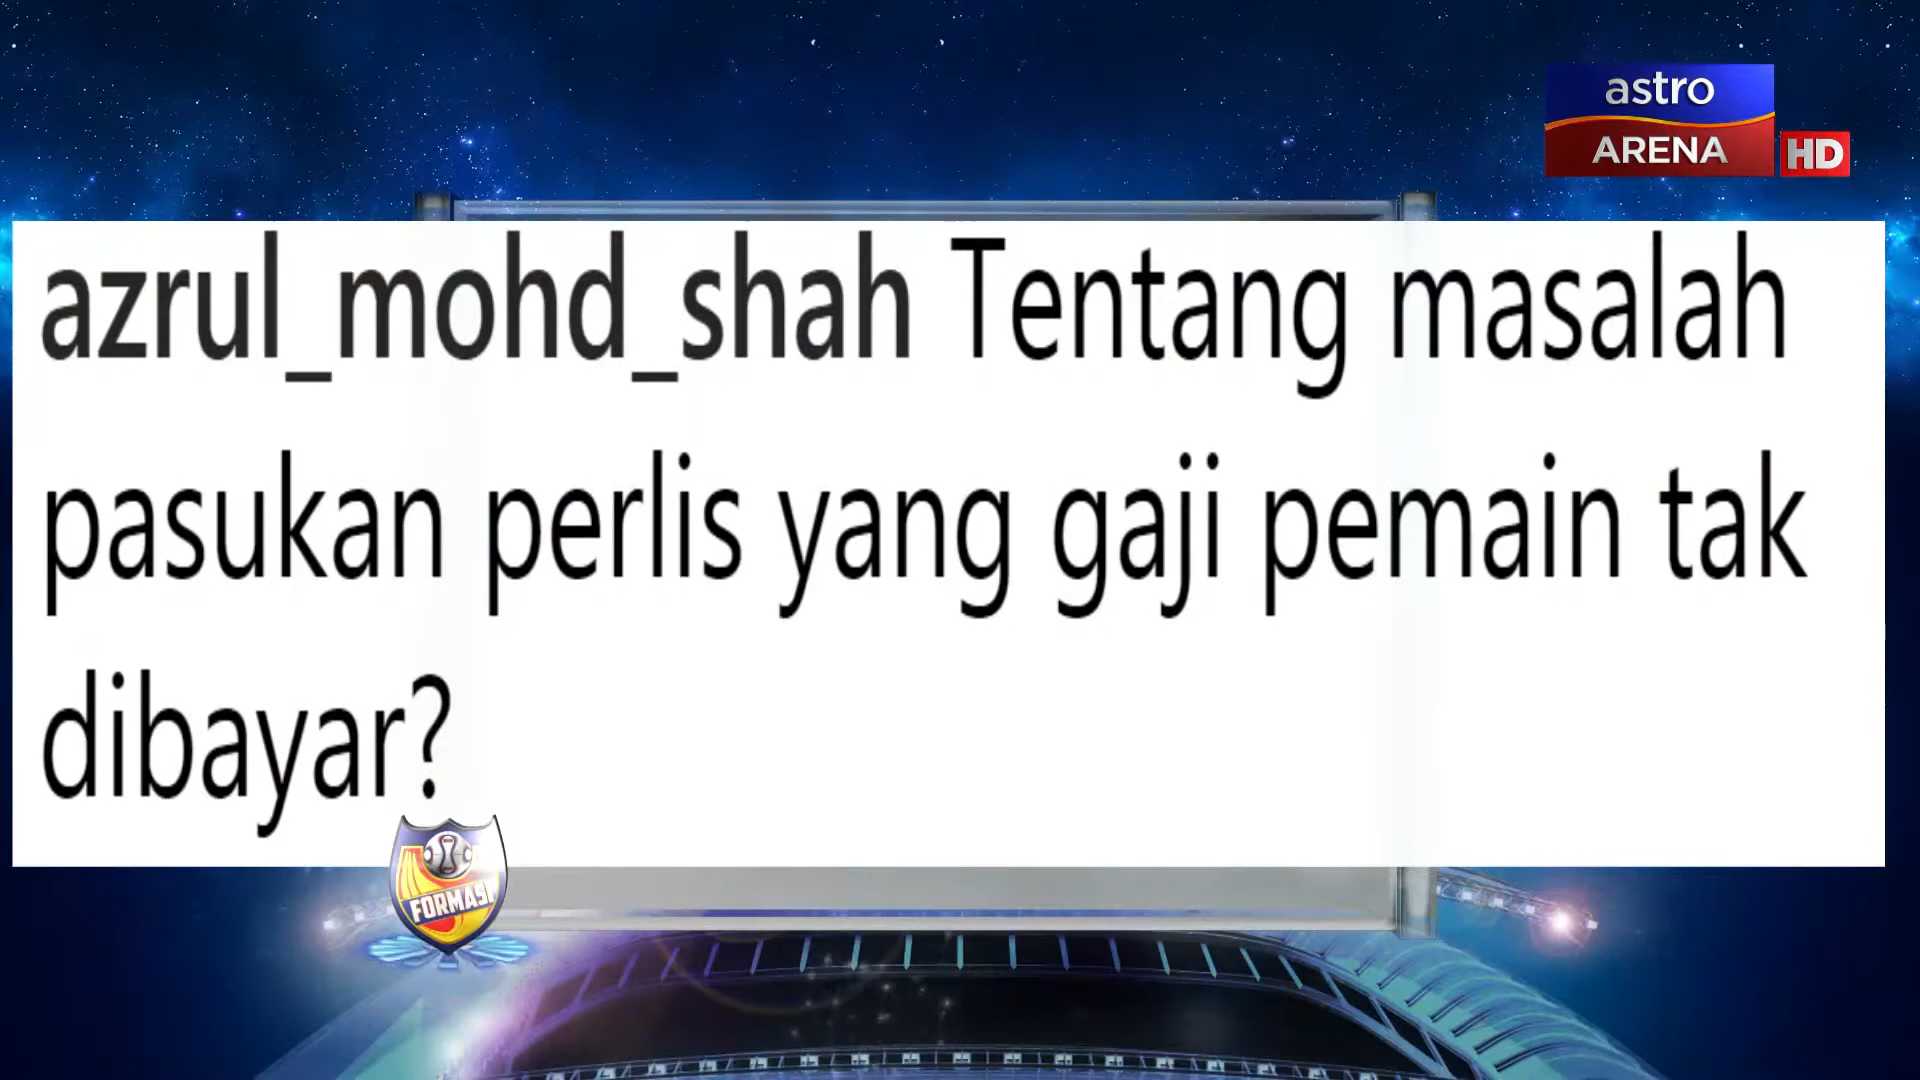 astro
ARENA HD
azrul_mohd_shah Tentang masalah
pasukan perlis yang gaji pemain tak
dibayar?
FORMASI